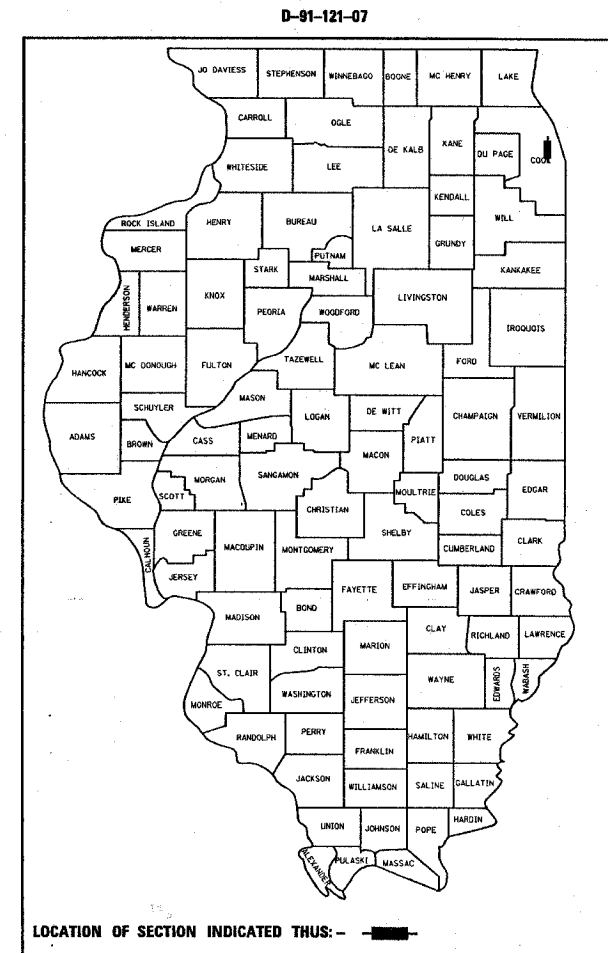 D-91-121-07
JO DAVIESS STEPHENSON WINNEBAGO BOONE MC HENRY LAKE
CARROLL OGLE DE KALB KANE DU PAGE COOK
WHITESIDE LEE
KENDALL WILL
ROCK ISLAND HENRY BUREAU LA SALLE
MERCER PUTNAM GRUNDY
STARK MARSHALL KANKAKEE
HENDERSON WARREN KNOX PEORIA WOODFORD LIVINGSTON IROQUOIS
HANCOCK MC DONOUGH FULTON TAZEWELL MC LEAN FORD
MASON
SCHUYLER LOGAN DE WITT CHAMPAIGN VERMILION
ADAMS BROWN CASS MENARD MACON PIATT
PIKE SCOTT MORGAN SANGAMON DOUGLAS EDGAR
MOULTRIE
CHRISTIAN COLES
GREENE MACOUPIN MONTGOMERY SHELBY CUMBERLAND CLARK
CALHOUN JERSEY
FAYETTE EFFINGHAM JASPER CRAWFORD
MADISON BOND
CLAY RICHLAND LAWRENCE
CLINTON MARION
ST. CLAIR WAYNE EDWARDS WABASH
WASHINGTON JEFFERSON
MONROE
RANDOLPH PERRY HAMILTON WHITE
FRANKLIN
JACKSON WILLIAMSON SALINE GALLATIN
UNION JOHNSON POPE HARDIN
ALEXANDER PULASKI MASSAC
LOCATION OF SECTION INDICATED THUS: -